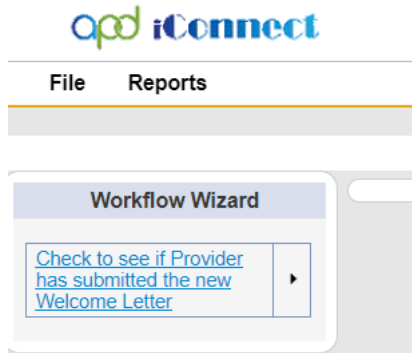 apd iConnect
File Reports
Workflow Wizard
Check to see if Provider
has submitted the new
Welcome Letter